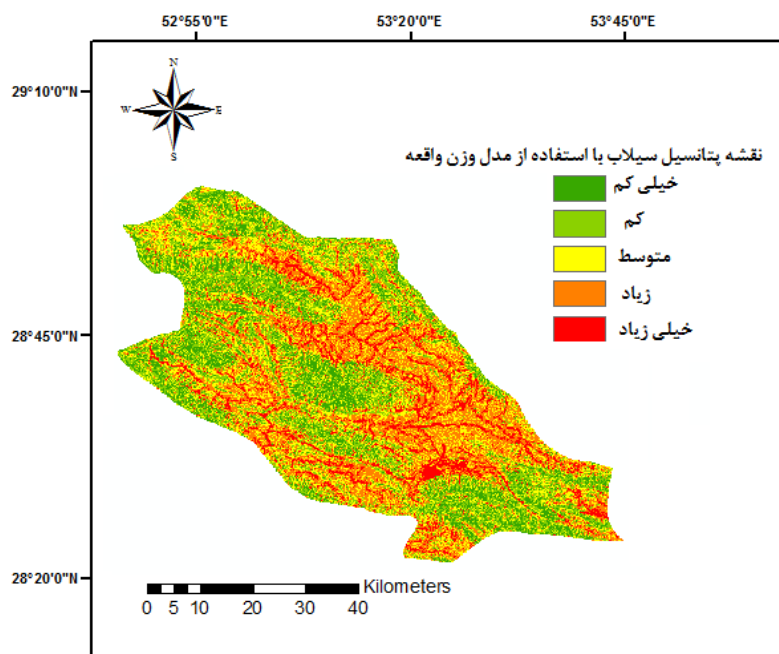 52°55'0"E 53°20'0"E 53°45'0"E
29°10'0"N
N
W E
S
نقشه پتانسیل سیلاب با استفاده از مدل وزن واقعه
خیلی کم
کم
متوسط
زیاد
28°45'0"N
خیلی زیاد
28°20'0"N
Kilometers
0 5 10 20 30 40